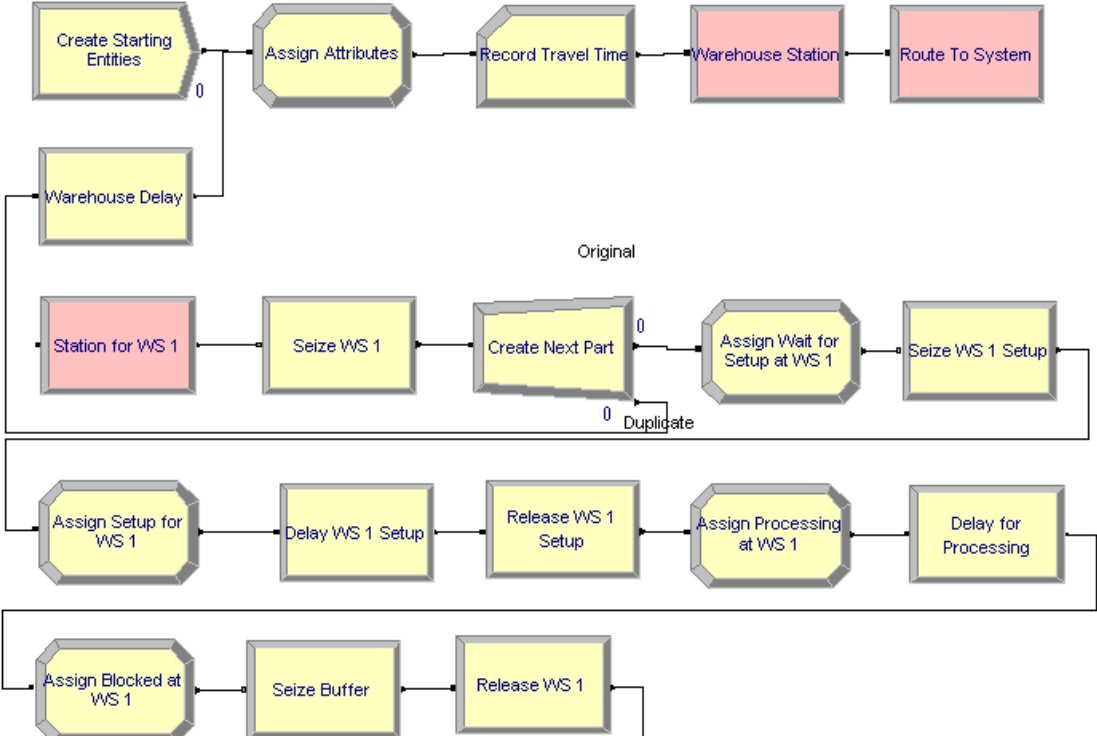 Create Starting
Entities
0
Assign Attributes
Record Travel Time
Warehouse Station
Route To System
Warehouse Delay
Original
Station for WS 1
Seize WS 1
Create Next Part
0
0
Duplicate
Assign Wait for
Setup at WS 1
Seize WS 1 Setup
Assign Setup for
WS 1
Delay WS 1 Setup
Release WS 1
Setup
Assign Processing
at WS 1
Delay for
Processing
Assign Blocked at
WS 1
Seize Buffer
Release WS 1